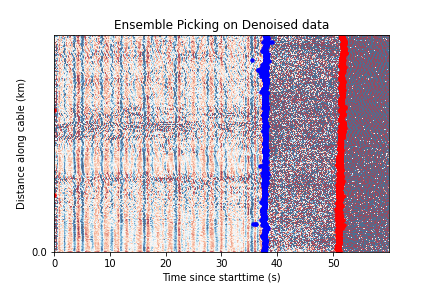 Ensemble Picking on Denoised data
Distance along cable (km)
0.0
0 10 20 30 40 50
Time since starttime (s)